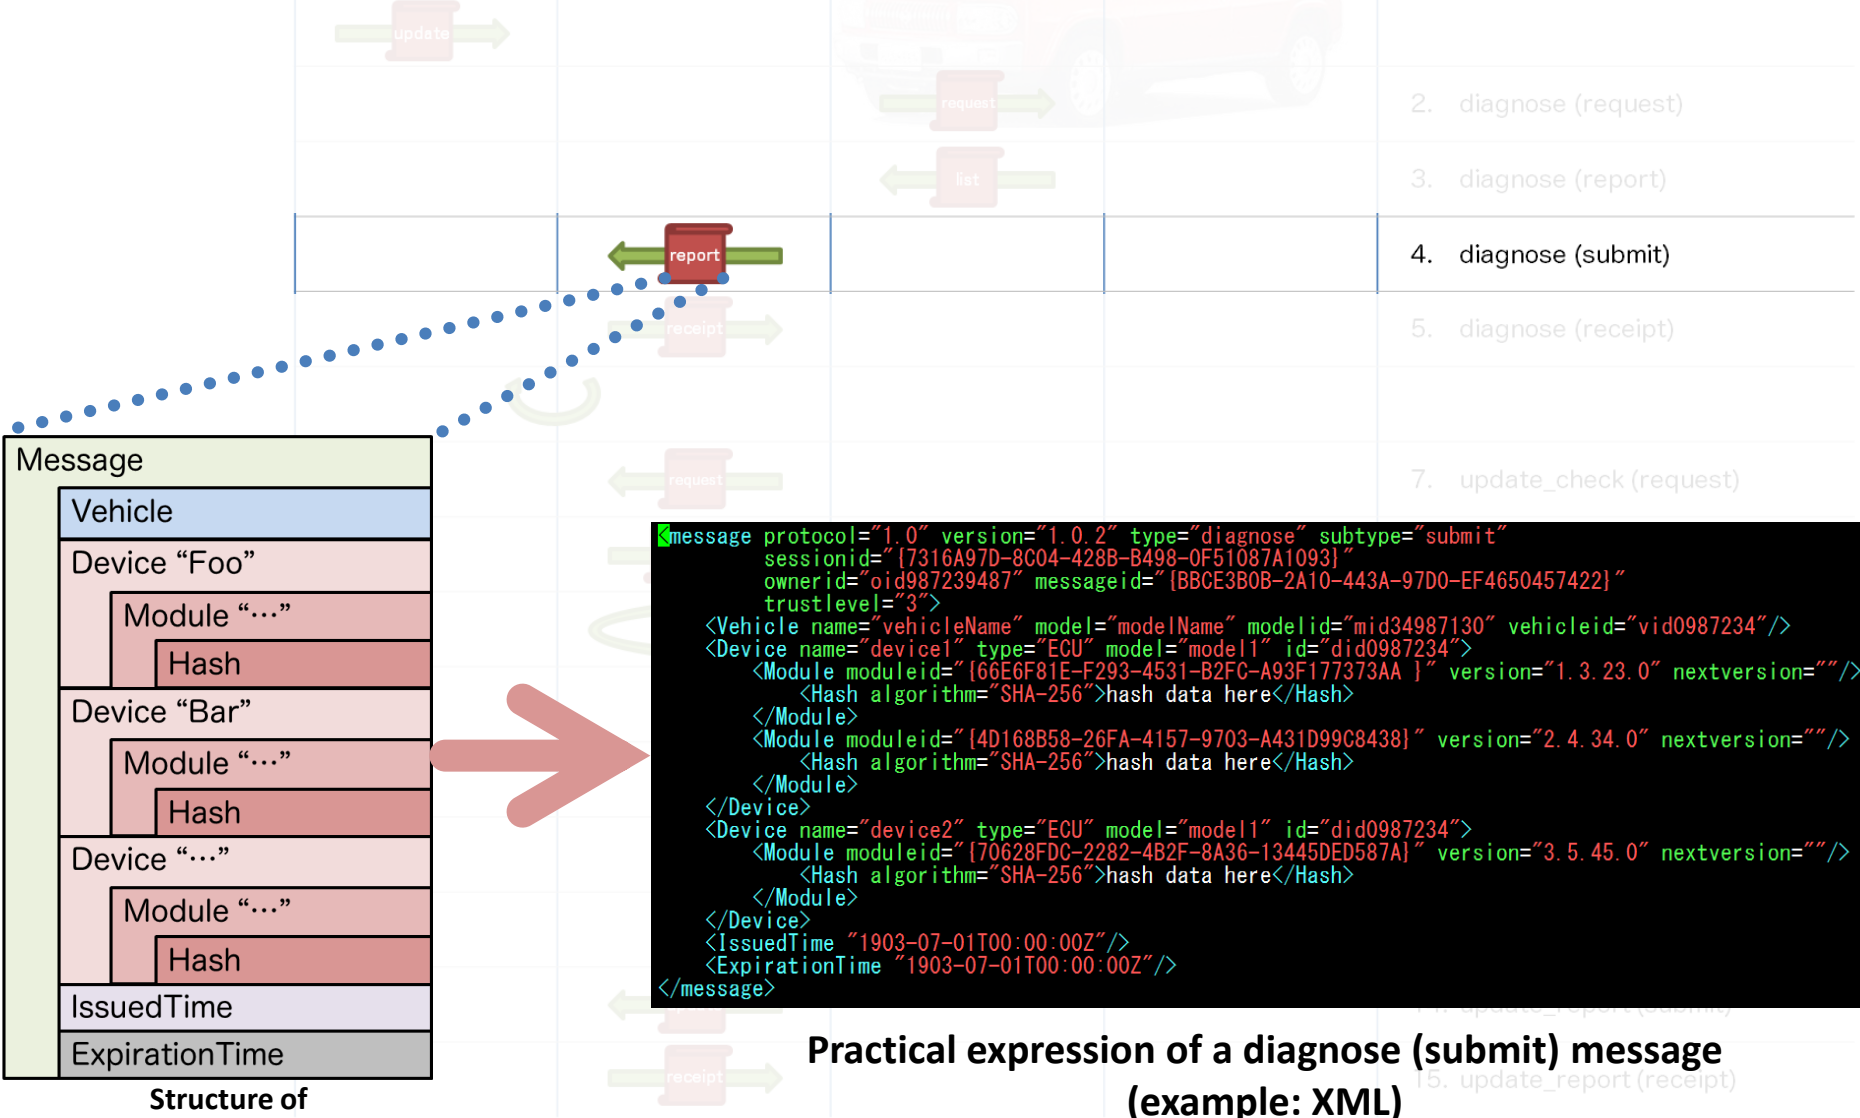 update
request
2. diagnose (request)
list
3. diagnose (report)
report
4. diagnose (submit)
receipt
5. diagnose (receipt)
request
7. update_check (request)
Message
Vehicle
Device “Foo”
Module “…”
Hash
Device “Bar”
Module “…”
Hash
Device “…”
Module “…”
Hash
IssuedTime
ExpirationTime
Structure of
<message protocol="1.0" version="1.0.2" type="diagnose" subtype="submit"
sessionid="{7316A97D-8C04-428B-B498-0F51087A1093}"
ownerid="oid987239487" messageid="{BBCE3B0B-2A10-443A-97D0-EF4650457422}"
trustlevel="3">
<Vehicle name="vehicleName" model="modelName" modelid="mid34987130" vehicleid="vid0987234"/>
<Device name="device1" type="ECU" model="model1" id="did0987234">
<Module moduleid="{66E6F81E-F293-4531-B2FC-A93F177373AA }" version="1.3.23.0" nextversion=""/>
<Hash algorithm="SHA-256">hash data here</Hash>
</Module>
<Module moduleid="{4D168B58-26FA-4157-9703-A431D99C8438}" version="2.4.34.0" nextversion=""/>
<Hash algorithm="SHA-256">hash data here</Hash>
</Module>
</Device>
<Device name="device2" type="ECU" model="model1" id="did0987234">
<Module moduleid="{70628FDC-2282-4B2F-8A36-13445DED587A}" version="3.5.45.0" nextversion=""/>
<Hash algorithm="SHA-256">hash data here</Hash>
</Module>
</Device>
<IssuedTime "1903-07-01T00:00:00Z"/>
<ExpirationTime "1903-07-01T00:00:00Z"/>
</message>
update_report (submit)
Practical expression of a diagnose (submit) message
(example: XML)
receipt
15. update_report (receipt)